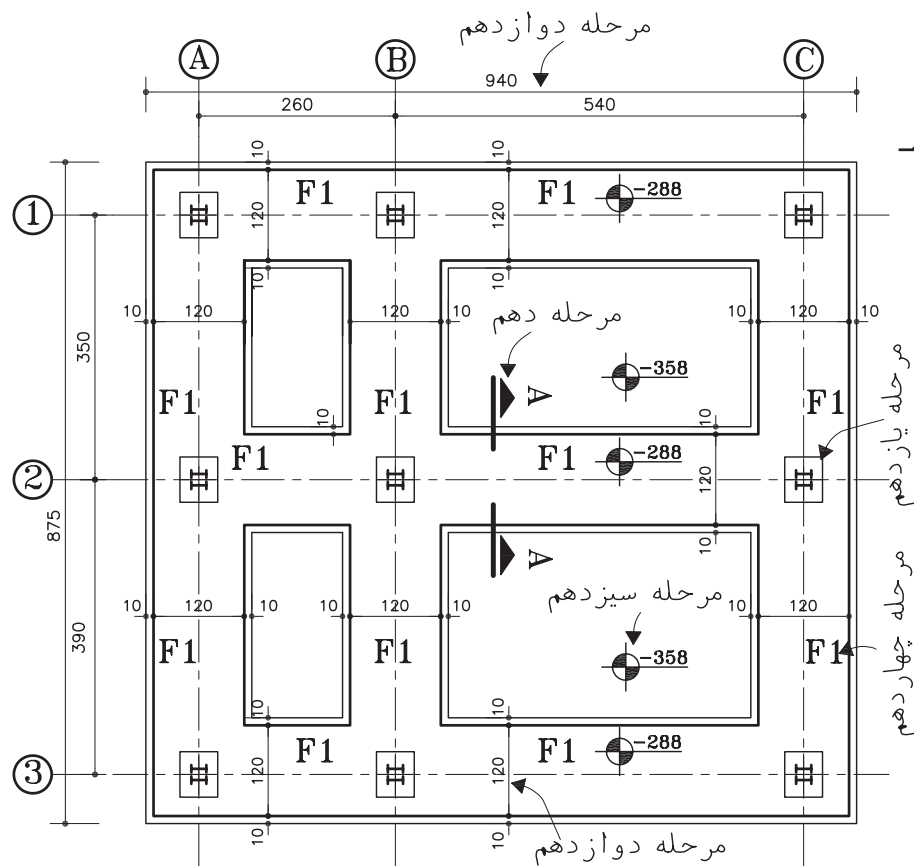 مرحله دوازدهم
A B C
940
260 540
10 10
F1 F1 -288
1
120 120
10 10
10 120 10 120 10 10 120 10
مرحله دهم
350
-358
F1 A F1 F1
مرحله یازدهم
10 10
F1 F1 -288
2
120
875
10
A
مرحله سیزدهم
مرحله چهاردهم
10 120 10 10 120 10 10 120
390
F1 F1 F1
-358
10 10
F1 F1 -288
3
120 120
10 10
مرحله دوازدهم